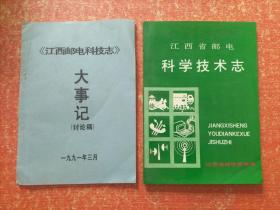 《江西邮电科技志》
大事记
(讨论稿)
一九九一年三月
江西省邮电
科学技术志
JIANGXISHENG
YOUDIANKEXUE
JISHUZHI